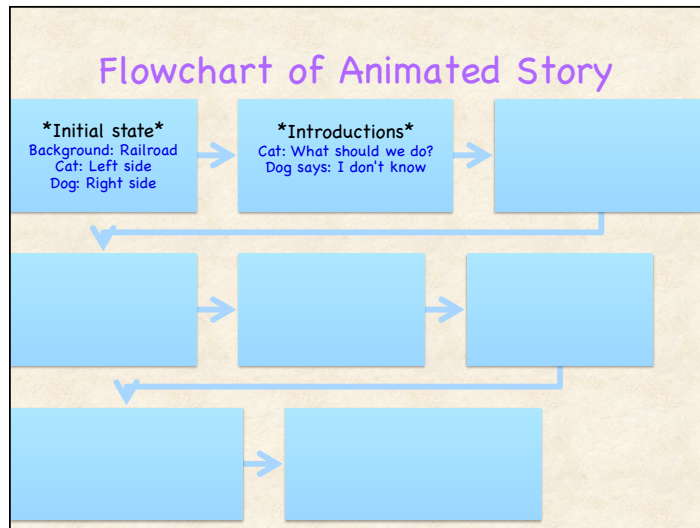 Flowchart of Animated Story
*Initial state*
Background: Railroad
Cat: Left side
Dog: Right side
*Introductions*
Cat: What should we do?
Dog says: I don't know